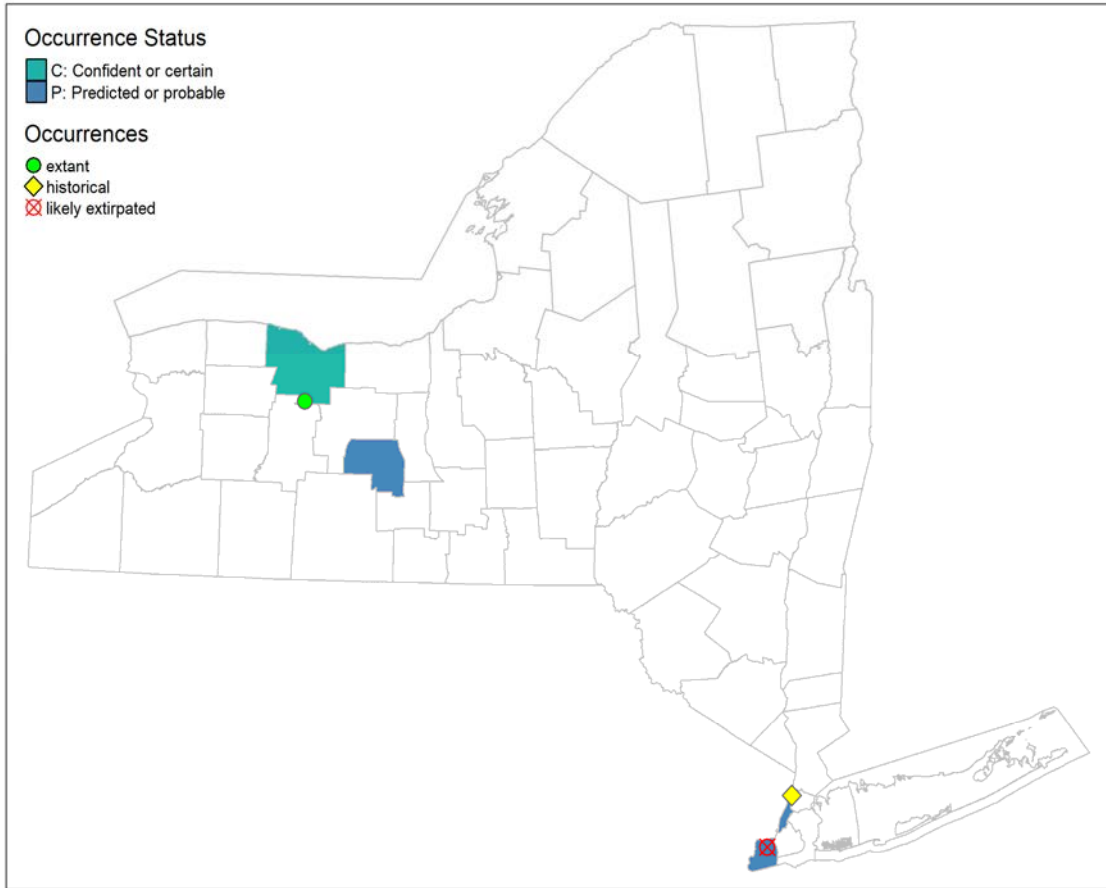 Occurrence Status
C: Confident or certain
P: Predicted or probable
Occurrences
extant
historical
likely extirpated